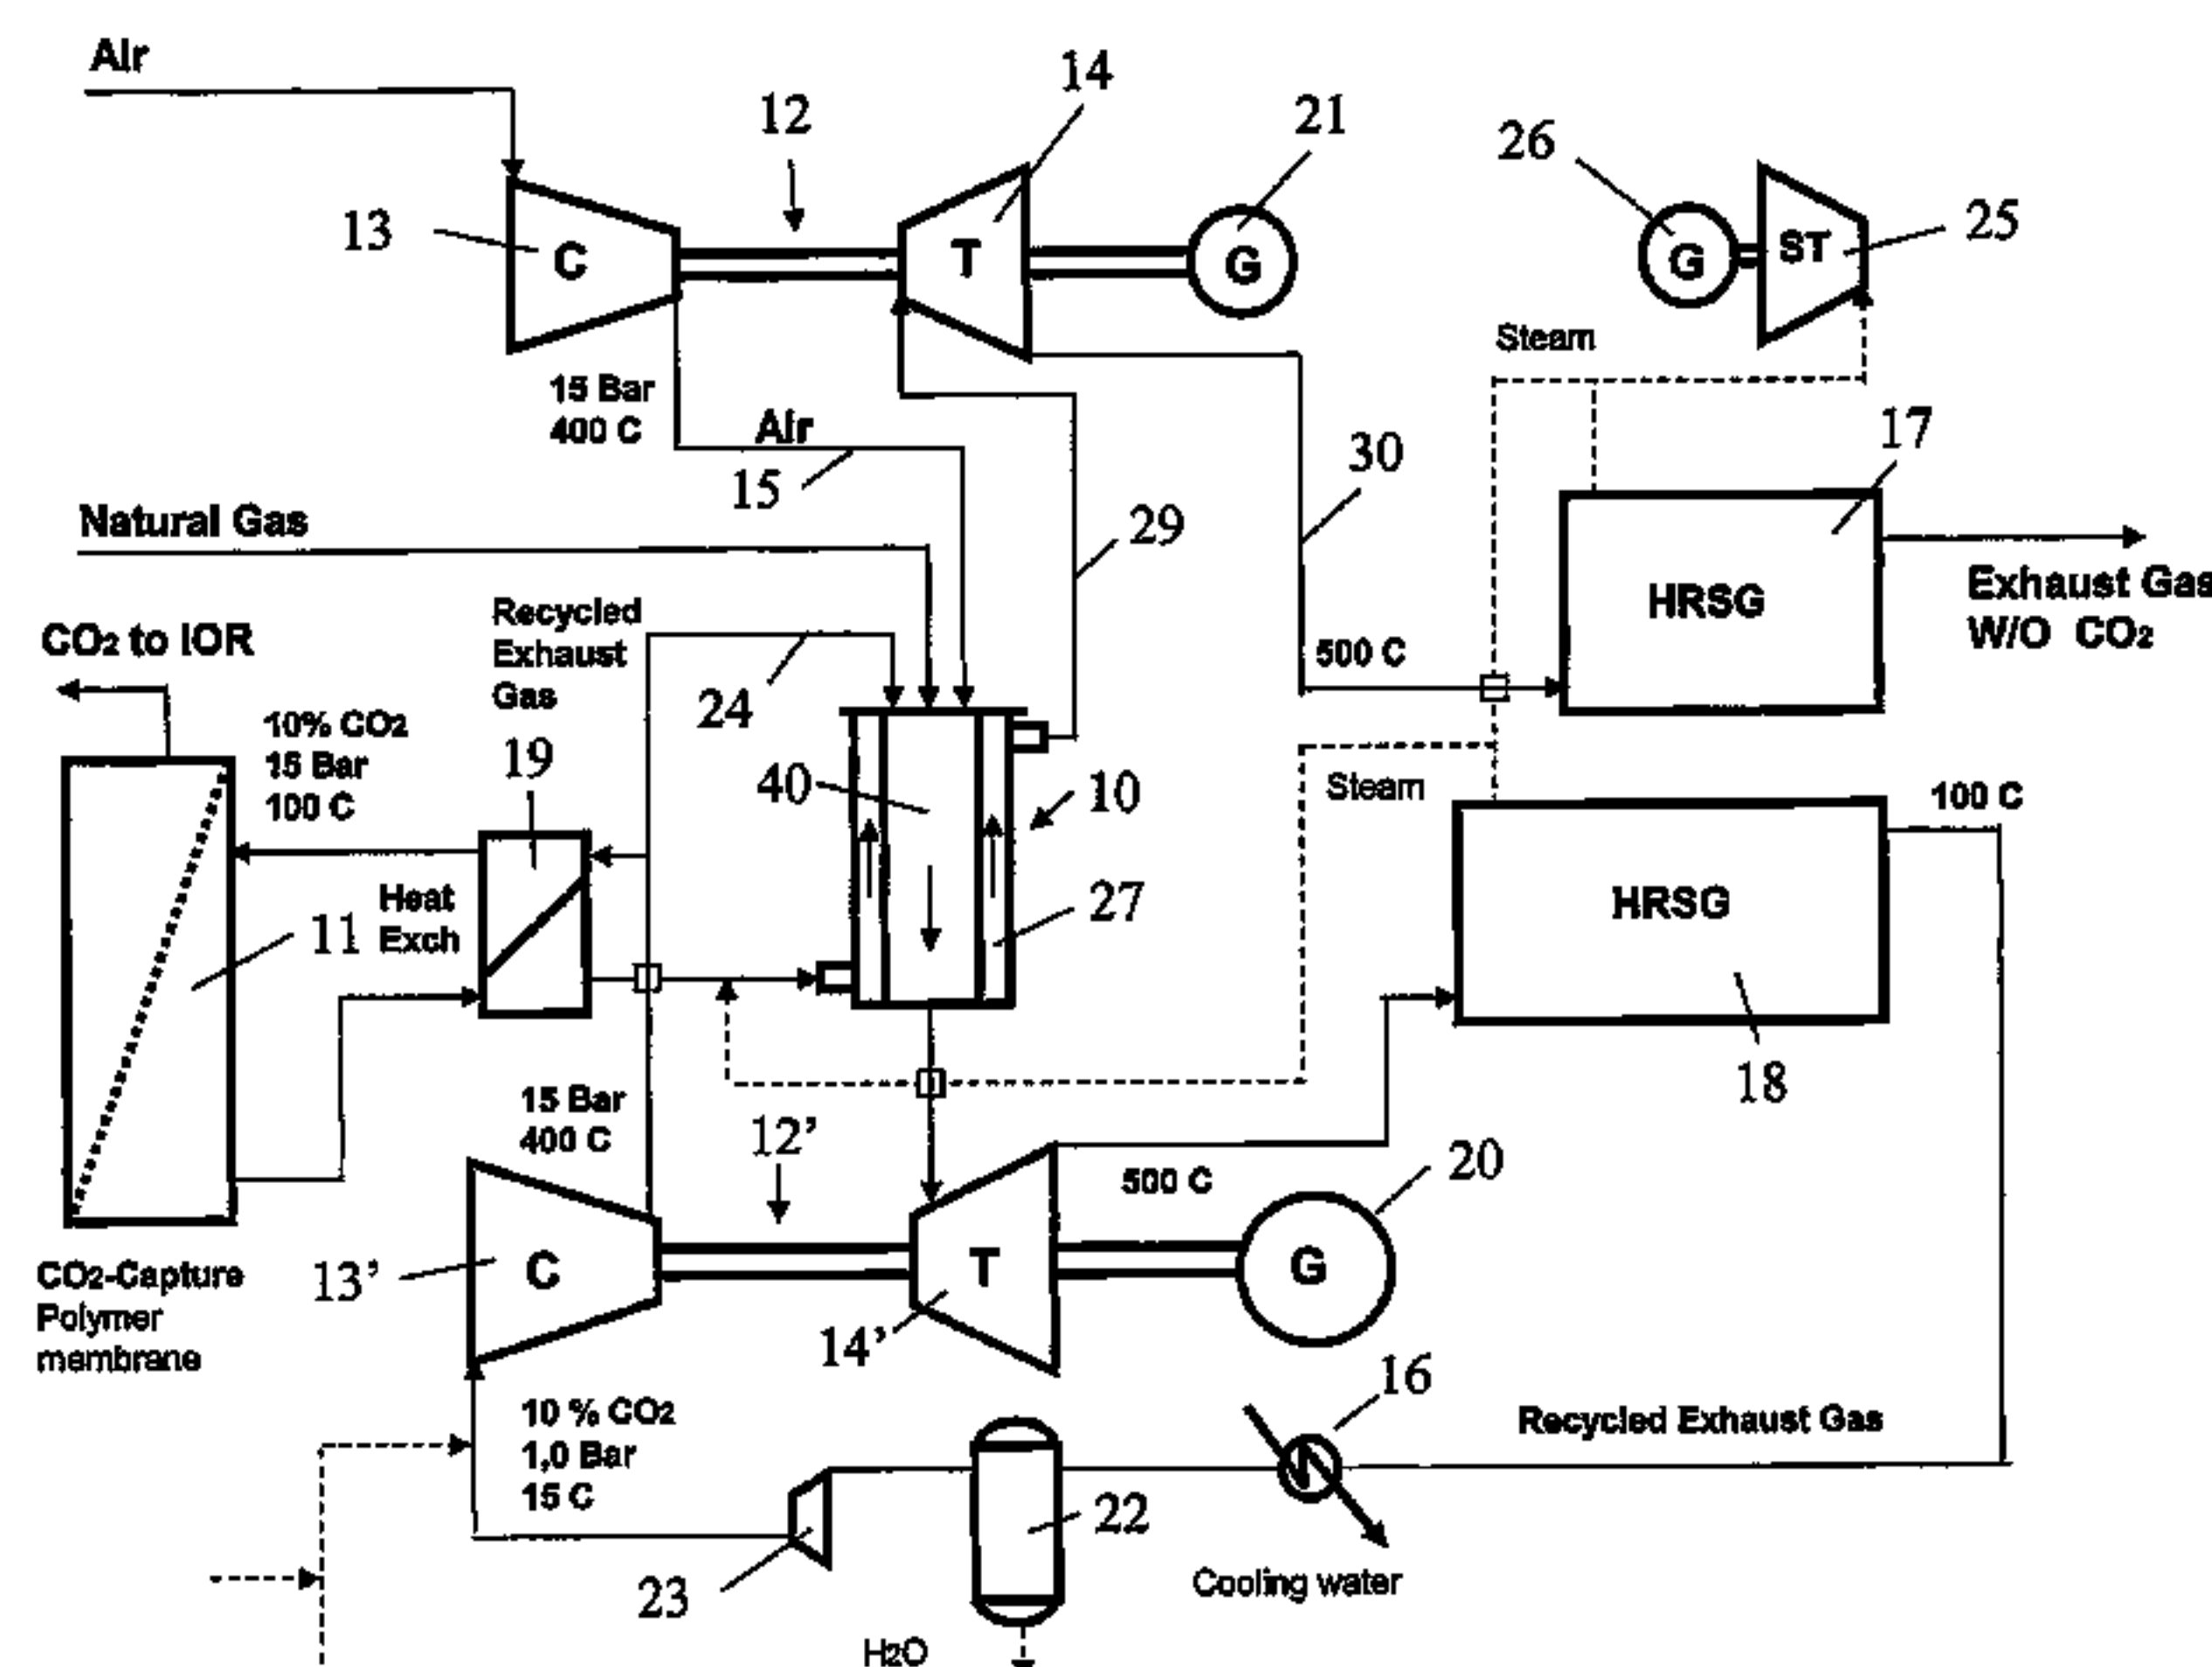 Air
12
14
21
26
13
C
T
G
G
ST
25
Steam
15 Bar
400 C
Air
15
30
17
Natural Gas
29
HRSG
Exhaust Gas
W/O CO2
CO2 to IOR
Recycled
Exhaust
Gas
24
500 C
10% CO2
15 Bar
100 C
19
40
10
Steam
100 C
Heat
Exch
11
27
HRSG
18
15 Bar
400 C
12’
500 C
20
CO2-Capture
Polymer
membrane
13’
C
T
G
14’
16
10 % CO2
1,0 Bar
15 C
Recycled Exhaust Gas
22
23
Cooling water
H2O